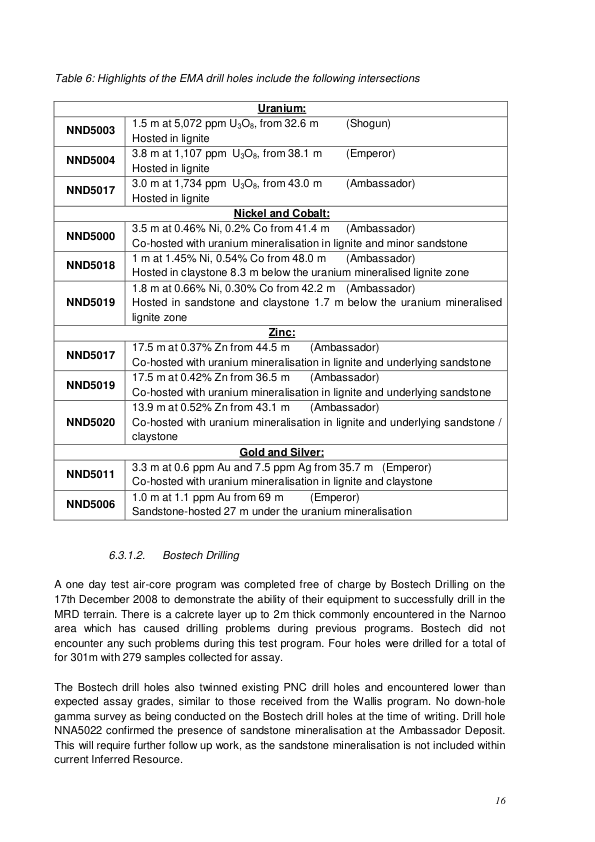 Table 6: Highlights of the EMA drill holes include the following intersections
Uranium:
NND5003
1.5 m at 5,072 ppm U3O8, from 32.6 m (Shogun)
Hosted in lignite
NND5004
3.8 m at 1,107 ppm U3O8, from 38.1 m (Emperor)
Hosted in lignite
NND5017
3.0 m at 1,734 ppm U3O8, from 43.0 m (Ambassador)
Hosted in lignite
Nickel and Cobalt:
NND5000
3.5 m at 0.46% Ni, 0.2% Co from 41.4 m (Ambassador)
Co-hosted with uranium mineralisation in lignite and minor sandstone
NND5018
1 m at 1.45% Ni, 0.54% Co from 48.0 m (Ambassador)
Hosted in claystone 8.3 m below the uranium mineralised lignite zone
NND5019
1.8 m at 0.66% Ni, 0.30% Co from 42.2 m (Ambassador)
Hosted in sandstone and claystone 1.7 m below the uranium mineralised
lignite zone
Zinc:
NND5017
17.5 m at 0.37% Zn from 44.5 m (Ambassador)
Co-hosted with uranium mineralisation in lignite and underlying sandstone
NND5019
17.5 m at 0.42% Zn from 36.5 m (Ambassador)
Co-hosted with uranium mineralisation in lignite and underlying sandstone
NND5020
13.9 m at 0.52% Zn from 43.1 m (Ambassador)
Co-hosted with uranium mineralisation in lignite and underlying sandstone /
claystone
Gold and Silver:
NND5011
3.3 m at 0.6 ppm Au and 7.5 ppm Ag from 35.7 m (Emperor)
Co-hosted with uranium mineralisation in lignite and claystone
NND5006
1.0 m at 1.1 ppm Au from 69 m (Emperor)
Sandstone-hosted 27 m under the uranium mineralisation
6.3.1.2. Bostech Drilling
A one day test air-core program was completed free of charge by Bostech Drilling on the
17th December 2008 to demonstrate the ability of their equipment to successfully drill in the
MRD terrain. There is a calcrete layer up to 2m thick commonly encountered in the Narnoo
area which has caused drilling problems during previous programs. Bostech did not
encounter any such problems during this test program. Four holes were drilled for a total of
for 301m with 279 samples collected for assay.
The Bostech drill holes also twinned existing PNC drill holes and encountered lower than
expected assay grades, similar to those received from the Wallis program. No down-hole
gamma survey as being conducted on the Bostech drill holes at the time of writing. Drill hole
NNA5022 confirmed the presence of sandstone mineralisation at the Ambassador Deposit.
This will require further follow up work, as the sandstone mineralisation is not included within
current Inferred Resource.
16